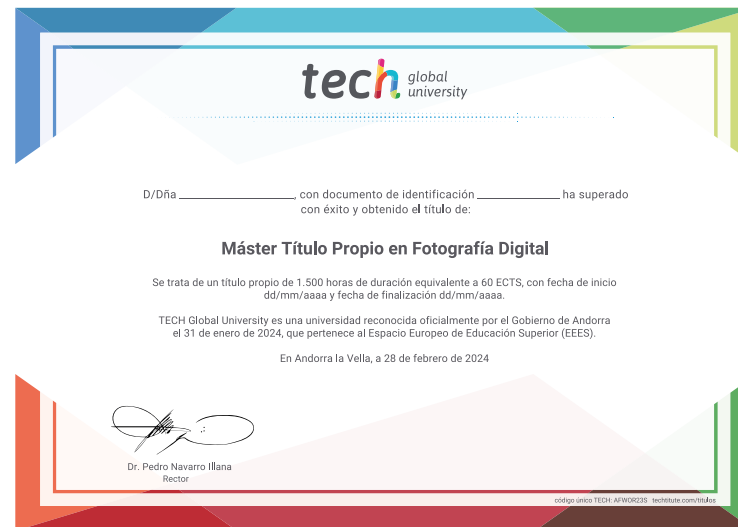 tech global university
D/Dña ____________________, con documento de identificación ______________ ha superado
con éxito y obtenido el título de:
Máster Título Propio en Fotografía Digital
Se trata de un título propio de 1.500 horas de duración equivalente a 60 ECTS, con fecha de inicio
dd/mm/aaaa y fecha de finalización dd/mm/aaaa.
TECH Global University es una universidad reconocida oficialmente por el Gobierno de Andorra
el 31 de enero de 2024, que pertenece al Espacio Europeo de Educación Superior (EEES).
En Andorra la Vella, a 28 de febrero de 2024
Dr. Pedro Navarro Illana
Rector
código único TECH: AFWOR23S techtitute.com/titulos